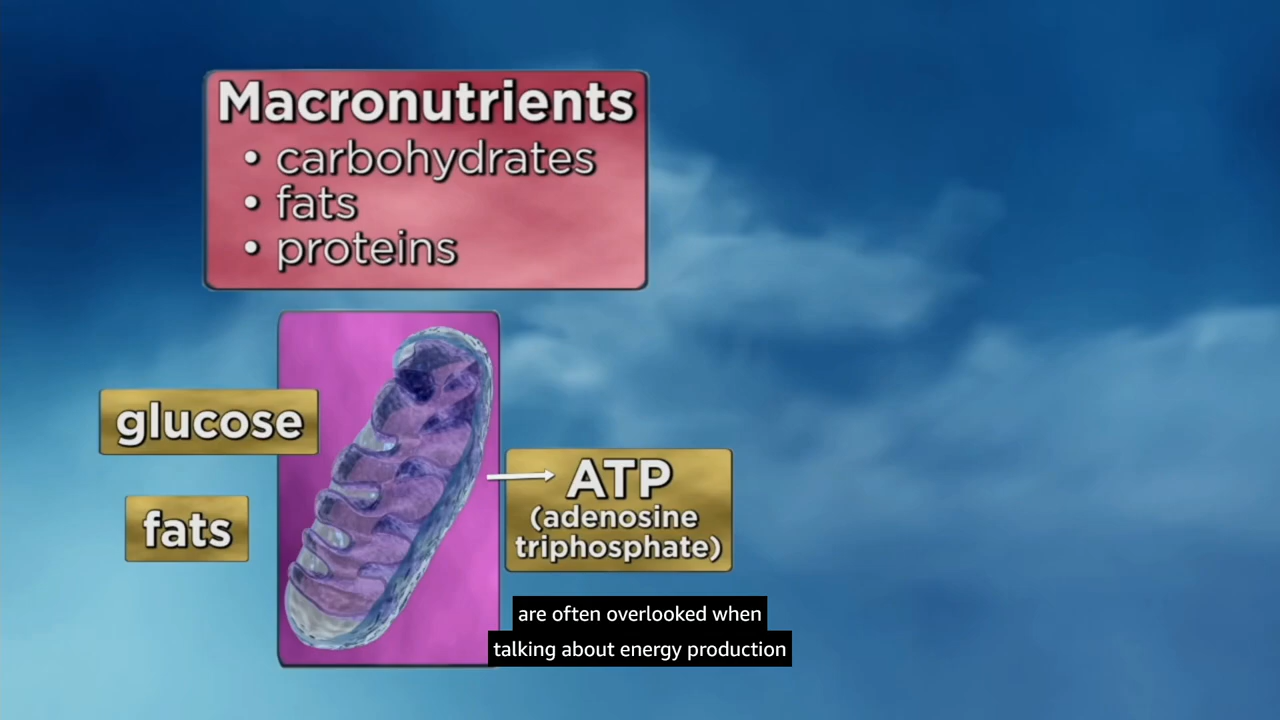 Macronutrients
• carbohydrates
• fats
• proteins
glucose
fats
ATP
(adenosine
triphosphate)
are often overlooked when
talking about energy production